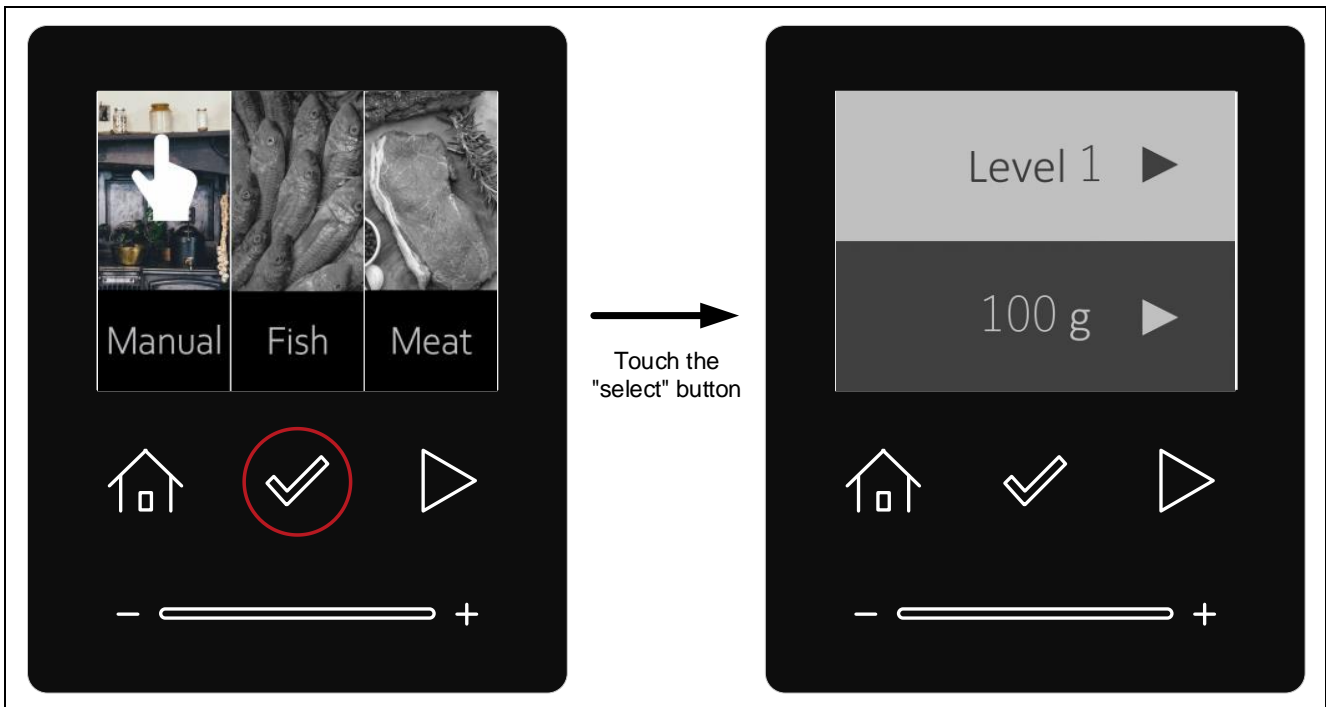 Manual Fish Meat
Touch the
"select" button
Level 1
100 g